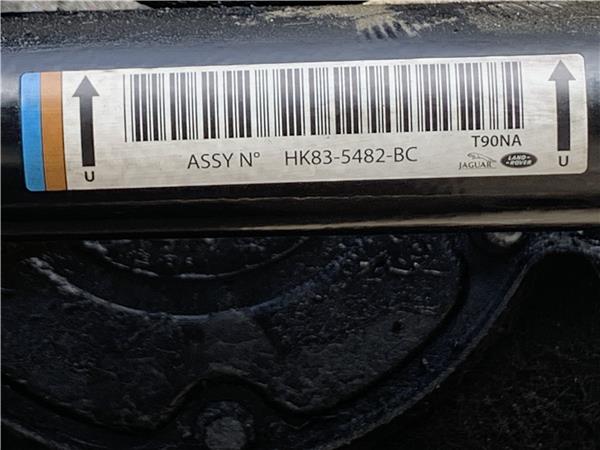 U
ASSY N° HK83-5482-BC
T90NA
JAGUAR
LAND-
ROVER
U